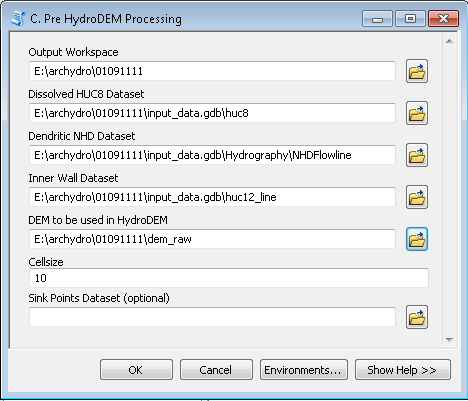 C. Pre HydroDEM Processing
Output Workspace
E:\archydro\01091111
Dissolved HUC8 Dataset
E:\archydro\01091111\input_data.gdb\huc8
Dendritic NHD Dataset
E:\archydro\01091111\input_data.gdb\Hydrography\NHDFlowline
Inner Wall Dataset
E:\archydro\01091111\input_data.gdb\huc12_line
DEM to be used in HydroDEM
E:\archydro\01091111\dem_raw
Cellsize
10
Sink Points Dataset (optional)
OK Cancel Environments... Show Help >>